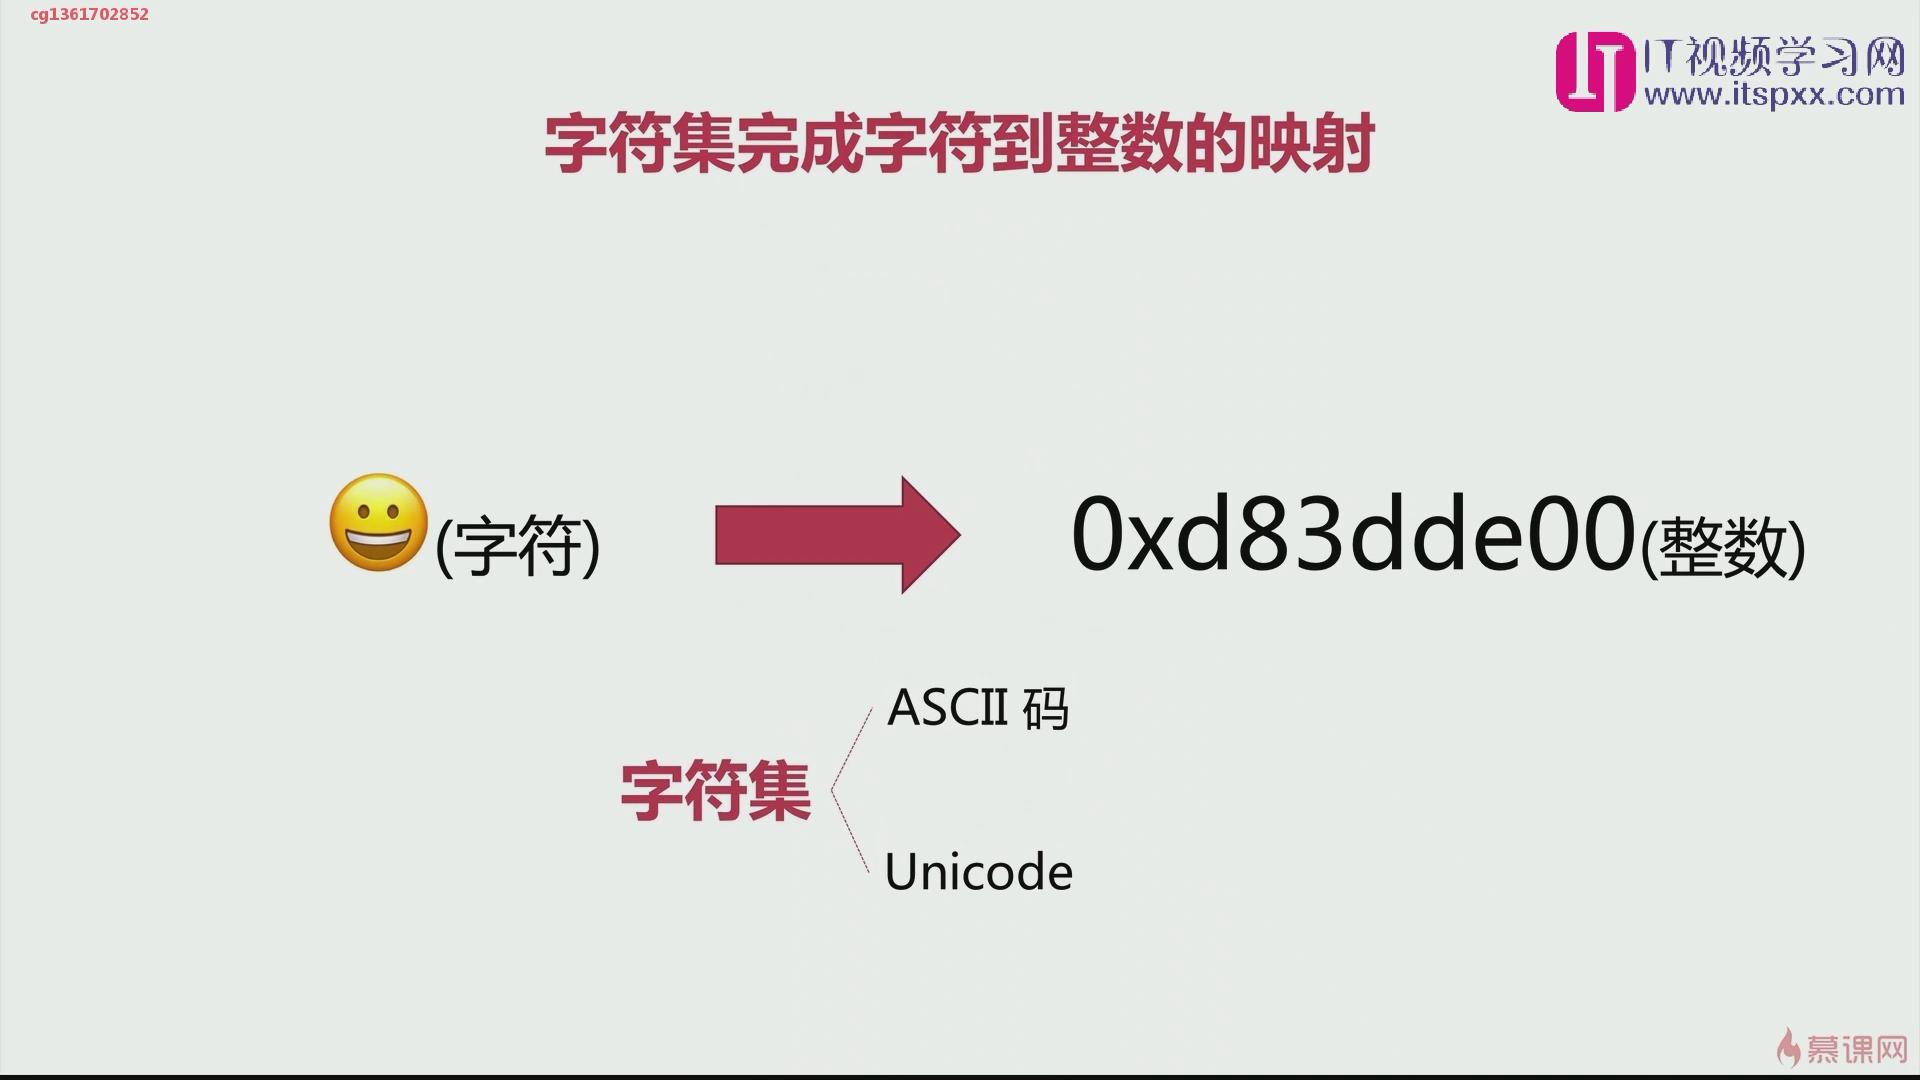 cg1361702852
IT视频学习网
www.itspxx.com
字符集完成字符到整数的映射
(字符)
0xd83dde00(整数)
ASCII 码
字符集
Unicode
慕课网